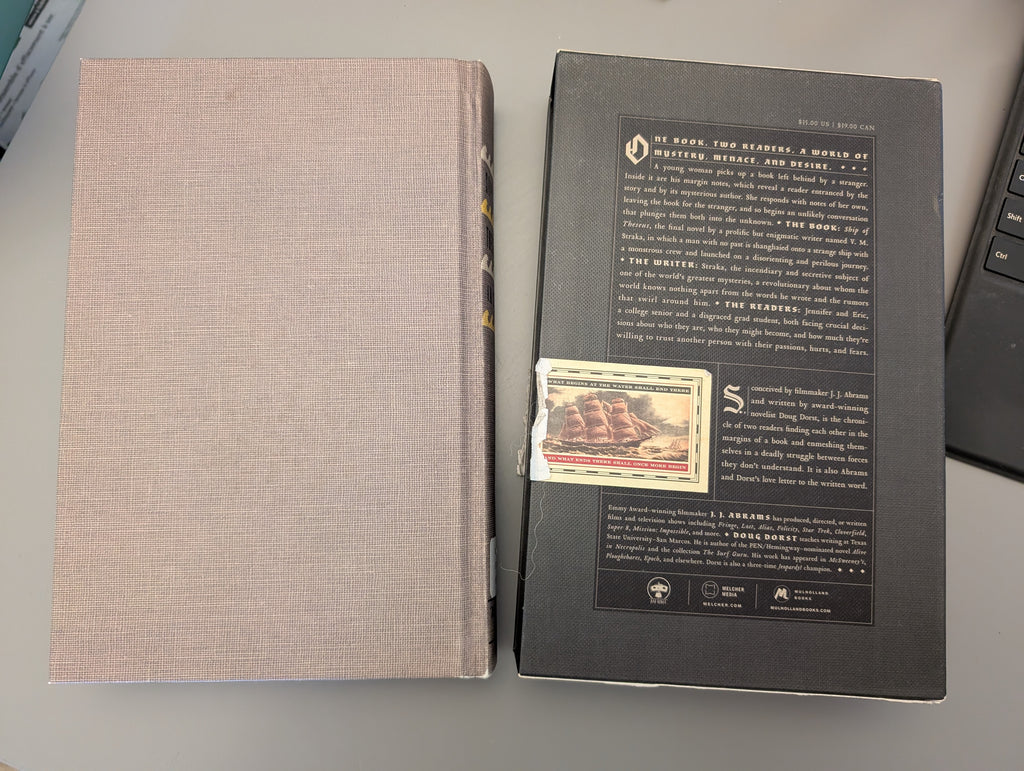 $35.00 US | $39.00 CAN
ONE BOOK. TWO READERS. A WORLD OF
MYSTERY, MENACE, AND DESIRE.
A young woman picks up a book left behind by a stranger.
Inside it are his margin notes, which reveal a reader entranced by the
story and by its mysterious author. She responds with notes of her own,
leaving the book for the stranger, and so begins an unlikely conversation
that plunges them both into the unknown. ✦ THE BOOK: Ship of
Theseus, the final novel by a prolific but enigmatic writer named V. M.
Straka, in which a man with no past is shanghaied onto a strange ship with
a monstrous crew and launched on a disorienting and perilous journey.
✦ THE WRITER: Straka, the incendiary and secretive subject of
one of the world's greatest mysteries, a revolutionary about whom the
world knows nothing apart from the words he wrote and the rumors
that swirl around him. ✦ THE READERS: Jennifer and Eric,
a college senior and a disgraced grad student, both facing crucial deci-
sions about who they are, who they might become, and how much they're
willing to trust another person with their passions, hurts, and fears.
WHAT BEGINS AT THE WATER SHALL END THERE
AND WHAT ENDS THERE SHALL ONCE MORE BEGIN
S, conceived by filmmaker J. J. Abrams
and written by award-winning
novelist Doug Dorst, is the chroni-
cle of two readers finding each other in the
margins of a book and enmeshing them-
selves in a deadly struggle between forces
they don't understand. It is also Abrams
and Dorst's love letter to the written word.
Emmy Award-winning filmmaker J. J. ABRAMS has produced, directed, or written
films and television shows including Fringe, Lost, Alias, Felicity, Star Trek, Cloverfield,
Super 8, Mission: Impossible, and more. ✦ DOUG DORST teaches writing at Texas
State University–San Marcos. He is author of the PEN/Hemingway-nominated novel Alive
in Necropolis and the collection The Surf Guru. His work has appeared in McSweeney's,
Ploughshares, Epoch, and elsewhere. Dorst is also a three-time Jeopardy! champion.
BAD ROBOT
MELCHER
MEDIA
MELCHER.COM
MULHOLLAND
BOOKS
MULHOLLANDBOOKS.COM
Shift
Ctrl